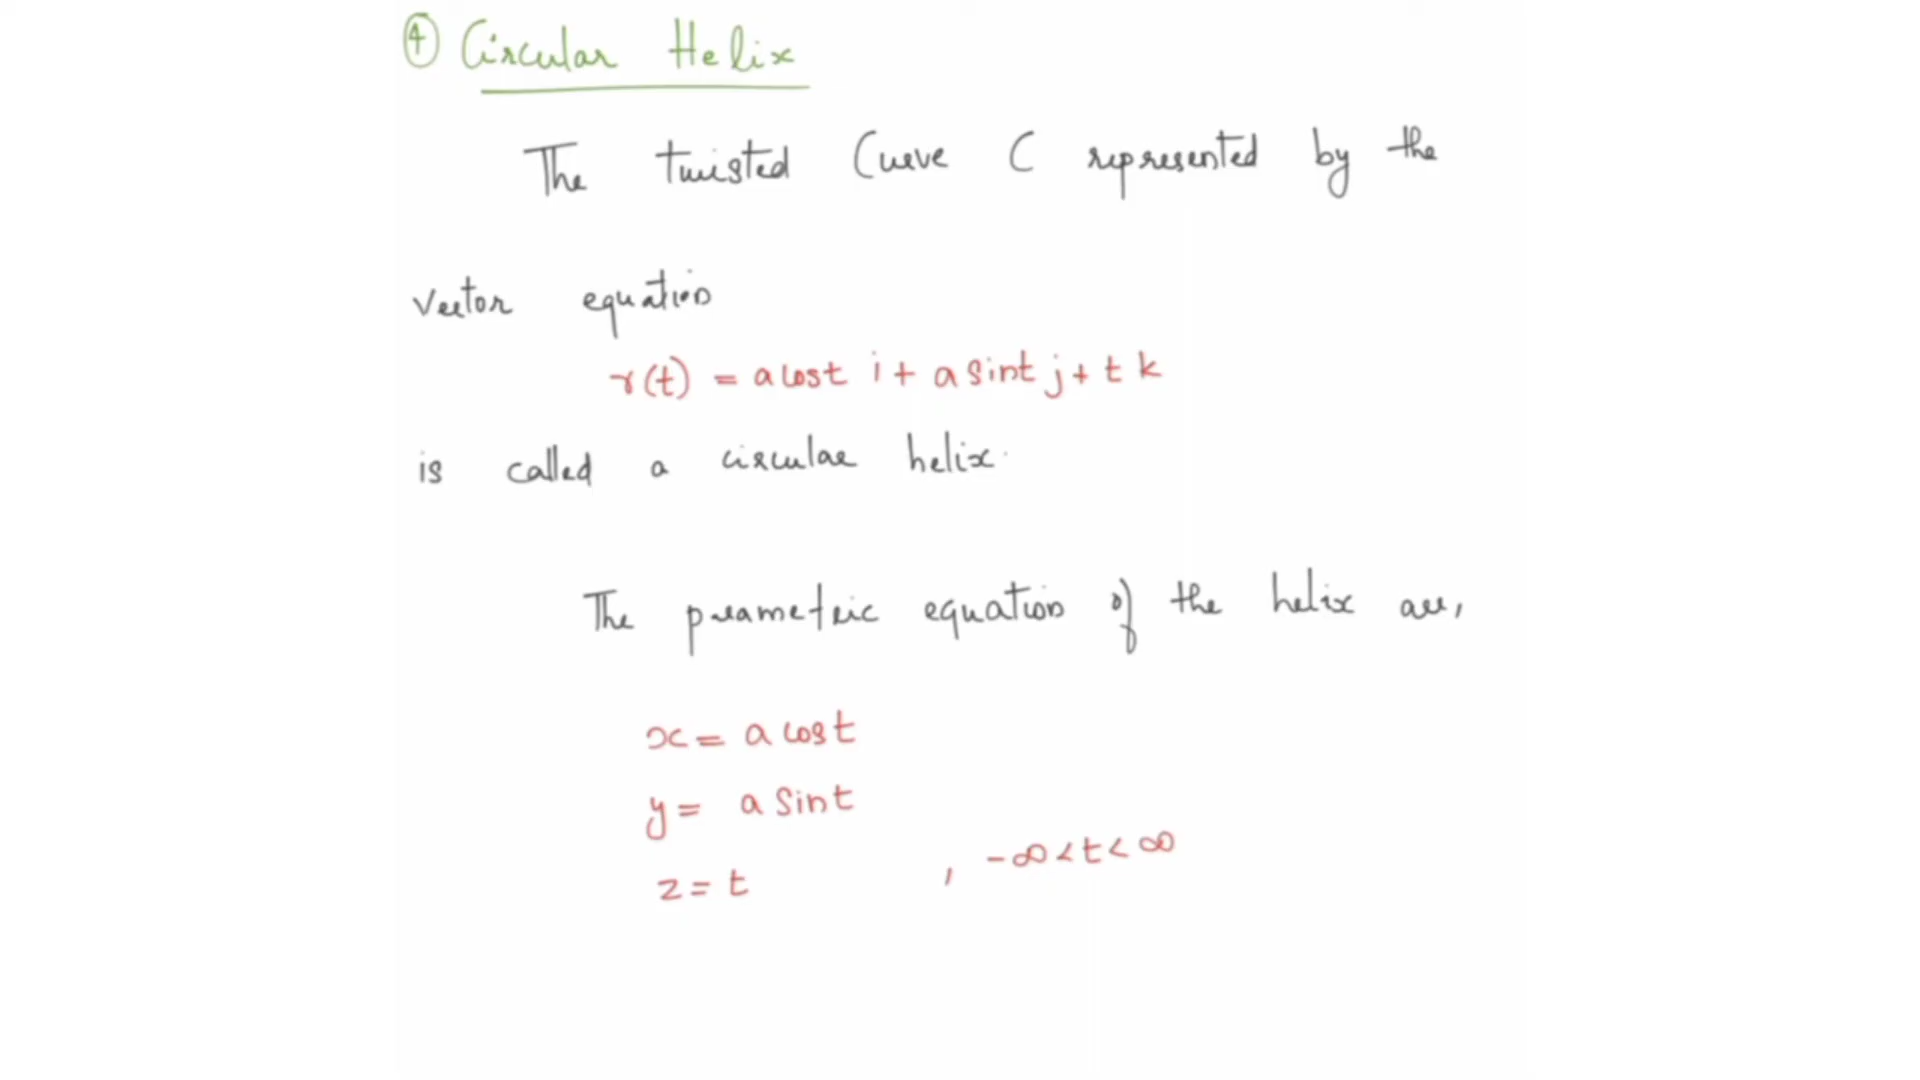 ④ Circular Helix
The twisted Curve C represented by the
vector equation
r(t) = a cost i + a sint j + t k
is called a circular helix.
The parametric equation of the helix are,
x = a cost
y = a sint
z = t , -∞ < t < ∞